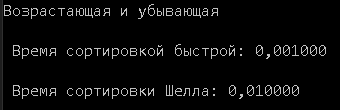 Возрастающая и убывающая
Время сортировкой быстрой: 0,001000
Время сортировки Шелла: 0,010000